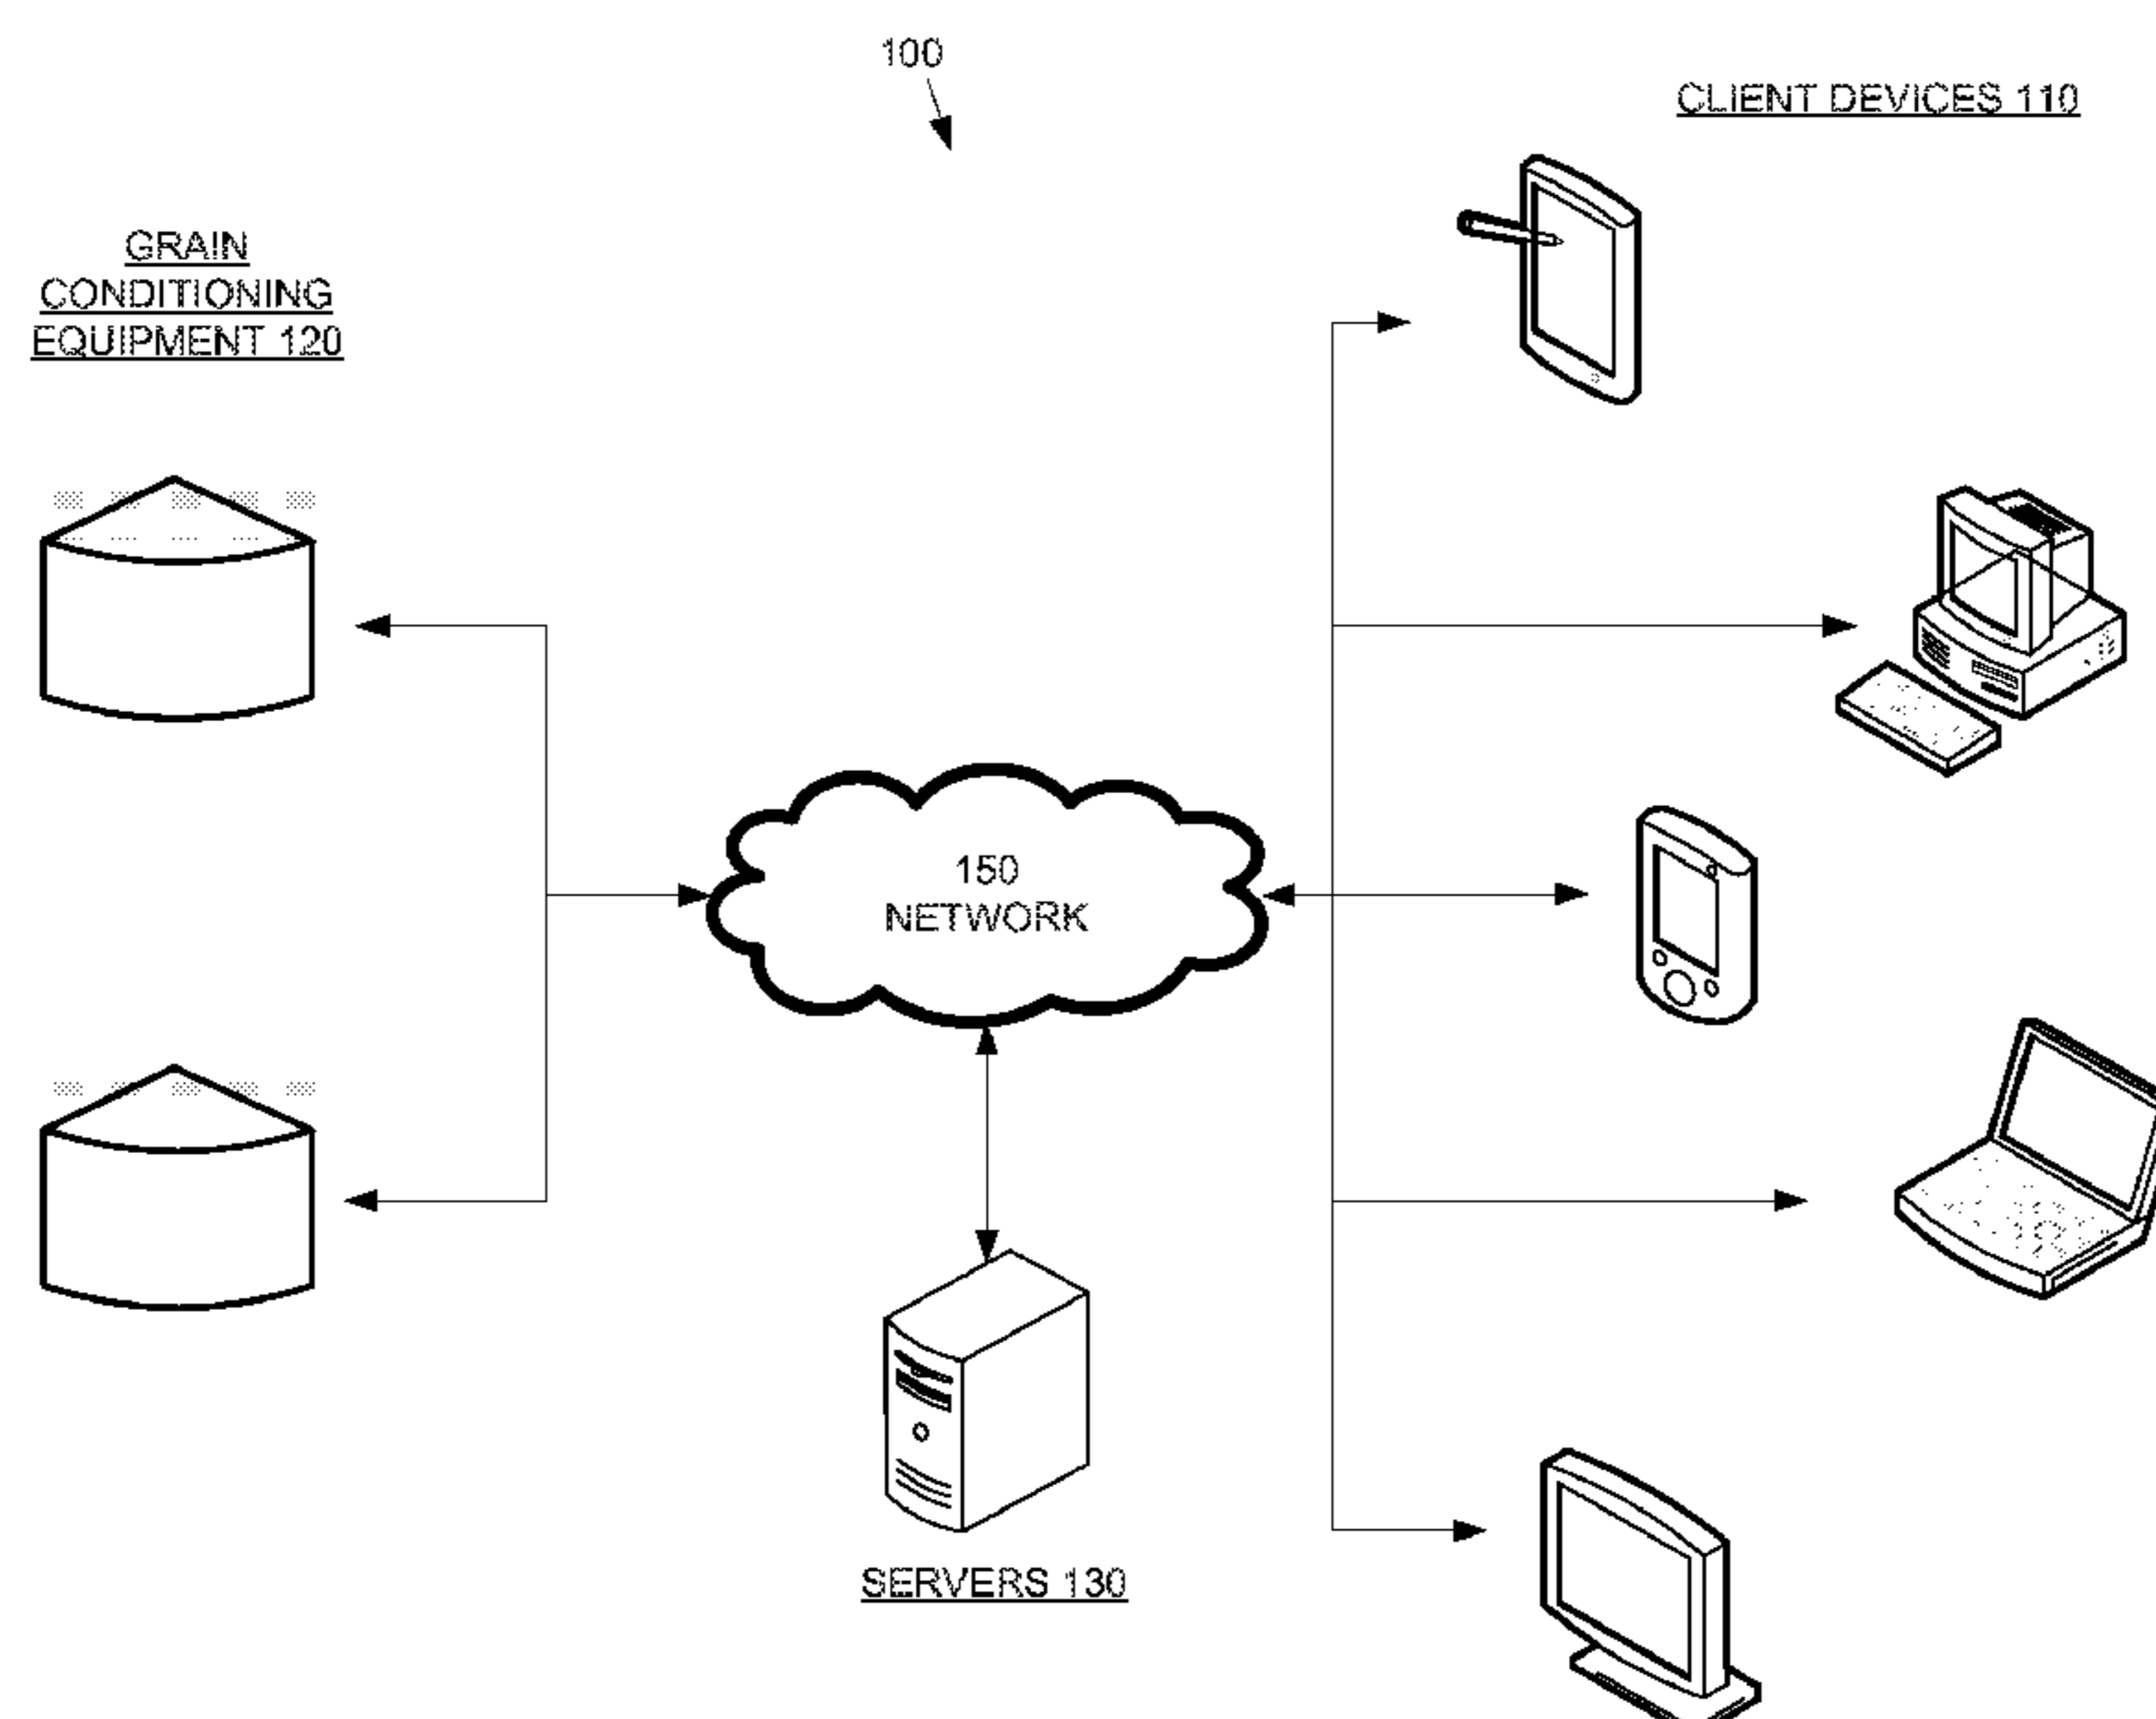 100
CLIENT DEVICES 110
GRAIN
CONDITIONING
EQUIPMENT 120
150
NETWORK
SERVERS 130